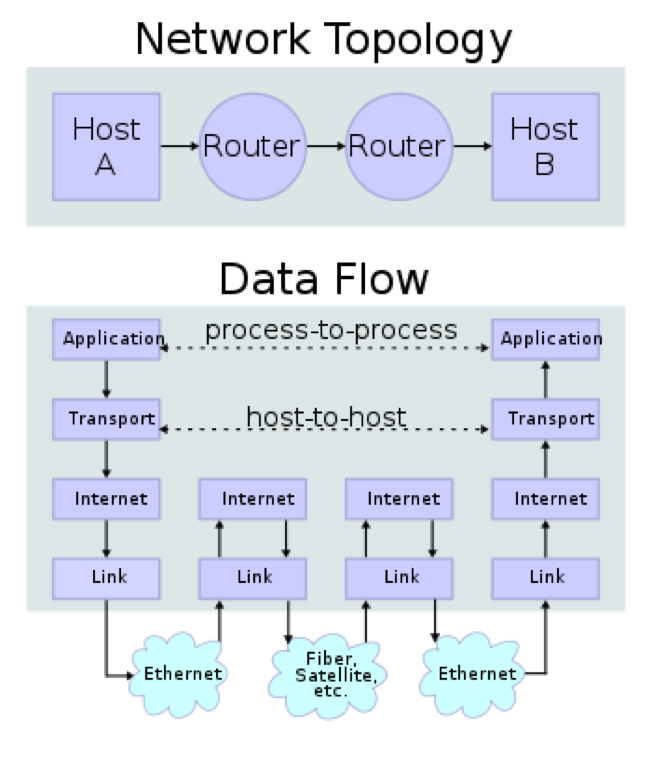 Network Topology
Host
A
Router
Router
Host
B
Data Flow
Application
process-to-process
Application
Transport
host-to-host
Transport
Internet
Internet
Internet
Internet
Link
Link
Link
Link
Ethernet
Fiber,
Satellite,
etc.
Ethernet